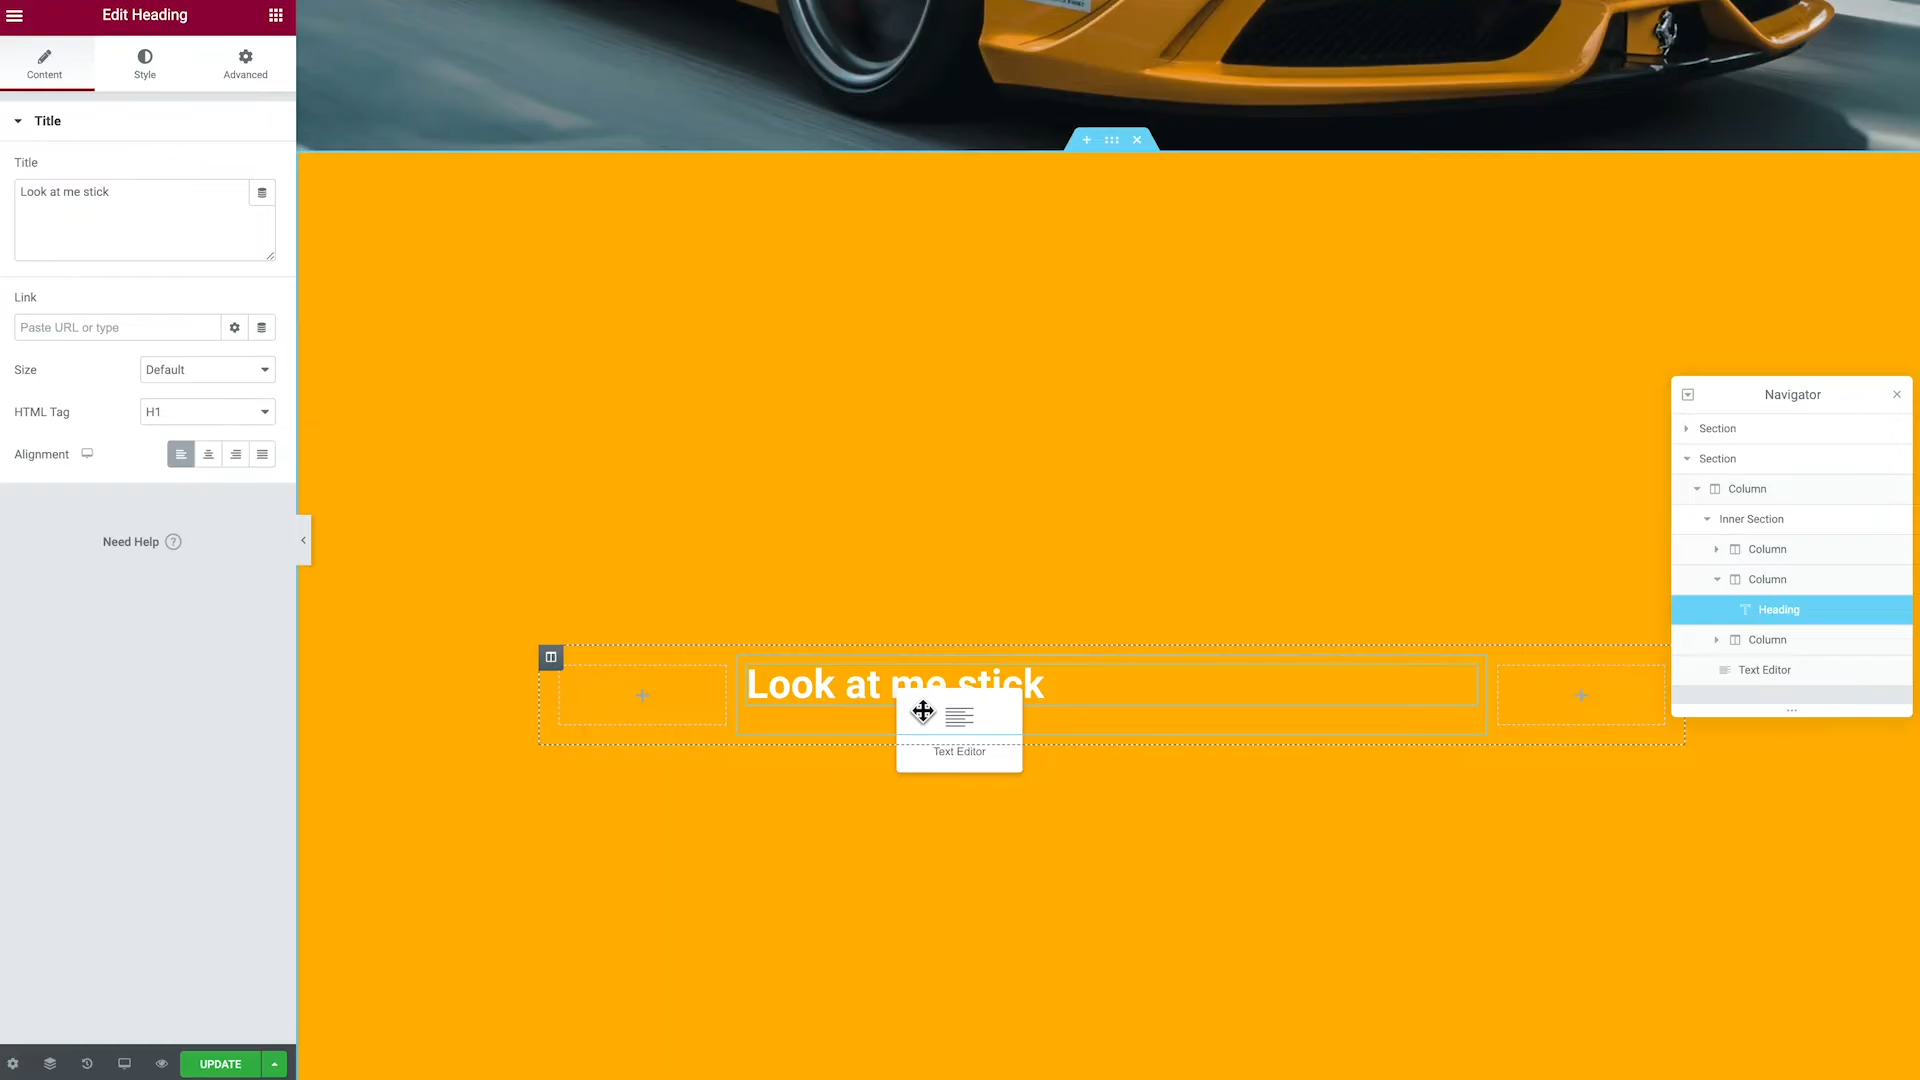 Edit Heading
Content
Style
Advanced
Title
Title
Look at me stick
Link
Paste URL or type
Size
Default
HTML Tag
H1
Alignment
Need Help ?
UPDATE
Look at me stick
Text Editor
Navigator
Section
Section
Column
Inner Section
Column
Column
Heading
Column
Text Editor